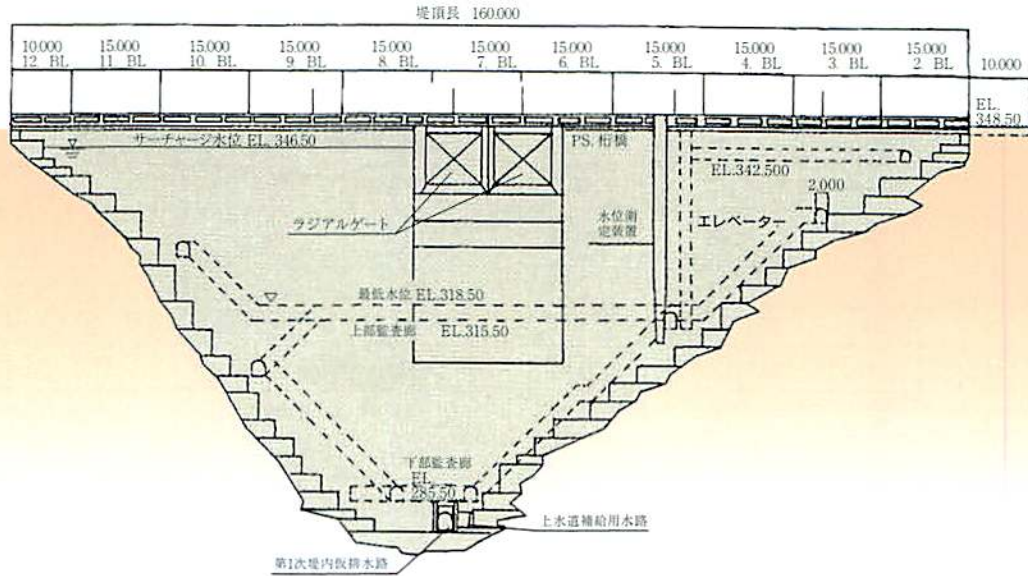 堤頂長 160.000
10.000 15.000 15.000 15.000 15.000 15.000 15.000 15.000 15.000 15.000 15.000 10.000
12. BL 11. BL 10. BL 9. BL 8. BL 7. BL 6. BL 5. BL 4. BL 3. BL 2. BL
EL.
348.50
サーチャージ水位 EL. 346.50
PS. 桁橋
EL.342.500
2,000
ラジアルゲート
水位測
定装置
エレベーター
最低水位 EL.318.50
上部監査廊 EL.315.50
下部監査廊
EL.
285.50
上水道補給用水路
第1次堤内仮排水路